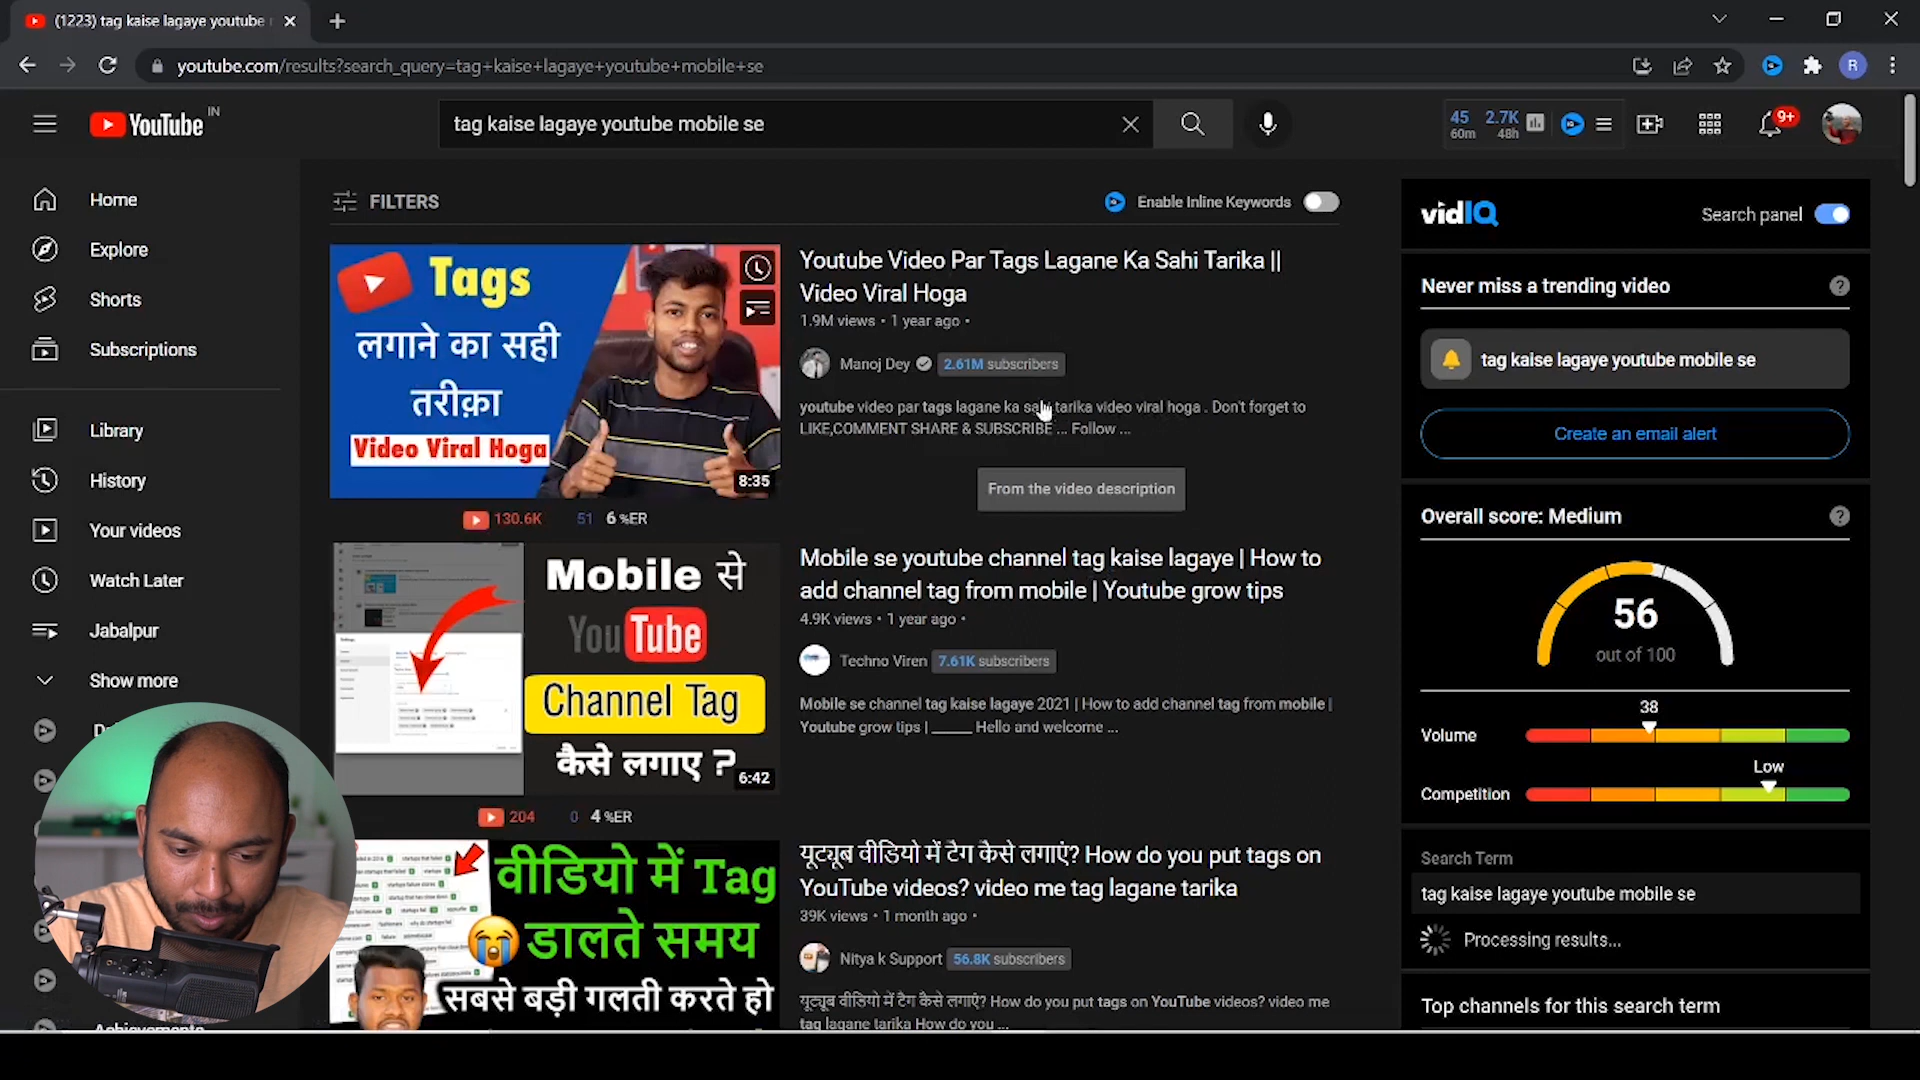 (1223) tag kaise lagaye youtube
youtube.com/results?search_query=tag+kaise+lagaye+youtube+mobile+se
R
YouTube IN
tag kaise lagaye youtube mobile se
45 2.7K
60m 48h
9+
Home
Explore
Shorts
Subscriptions
Library
History
Your videos
Watch Later
Jabalpur
Show more
FILTERS
Enable Inline Keywords
Tags
लगाने का सही
तरीक़ा
Video Viral Hoga
8:35
130.6K 51 6 %ER
Youtube Video Par Tags Lagane Ka Sahi Tarika ||
Video Viral Hoga
1.9M views • 1 year ago •
Manoj Dey 2.61M subscribers
youtube video par tags lagane ka sahi tarika video viral hoga . Don't forget to
LIKE,COMMENT SHARE & SUBSCRIBE ... Follow ...
From the video description
Mobile से
YouTube
Channel Tag
कैसे लगाए ?
6:42
204 0 4 %ER
Mobile se youtube channel tag kaise lagaye | How to
add channel tag from mobile | Youtube grow tips
4.9K views • 1 year ago •
Techno Viren 7.61K subscribers
Mobile se channel tag kaise lagaye 2021 | How to add channel tag from mobile |
Youtube grow tips | ______ Hello and welcome ...
वीडियो में Tag
डालते समय
सबसे बड़ी गलती करते हो
यूट्यूब वीडियो में टैग कैसे लगाएं? How do you put tags on
YouTube videos? video me tag lagane tarika
39K views • 1 month ago •
Nitya k Support 56.8K subscribers
यूट्यूब वीडियो में टैग कैसे लगाएं? How do you put tags on YouTube videos? video me
tag lagane tarika How do you ...
vidIQ
Search panel
Never miss a trending video
tag kaise lagaye youtube mobile se
Create an email alert
Overall score: Medium
56
out of 100
38
Volume
Low
Competition
Search Term
tag kaise lagaye youtube mobile se
Processing results...
Top channels for this search term